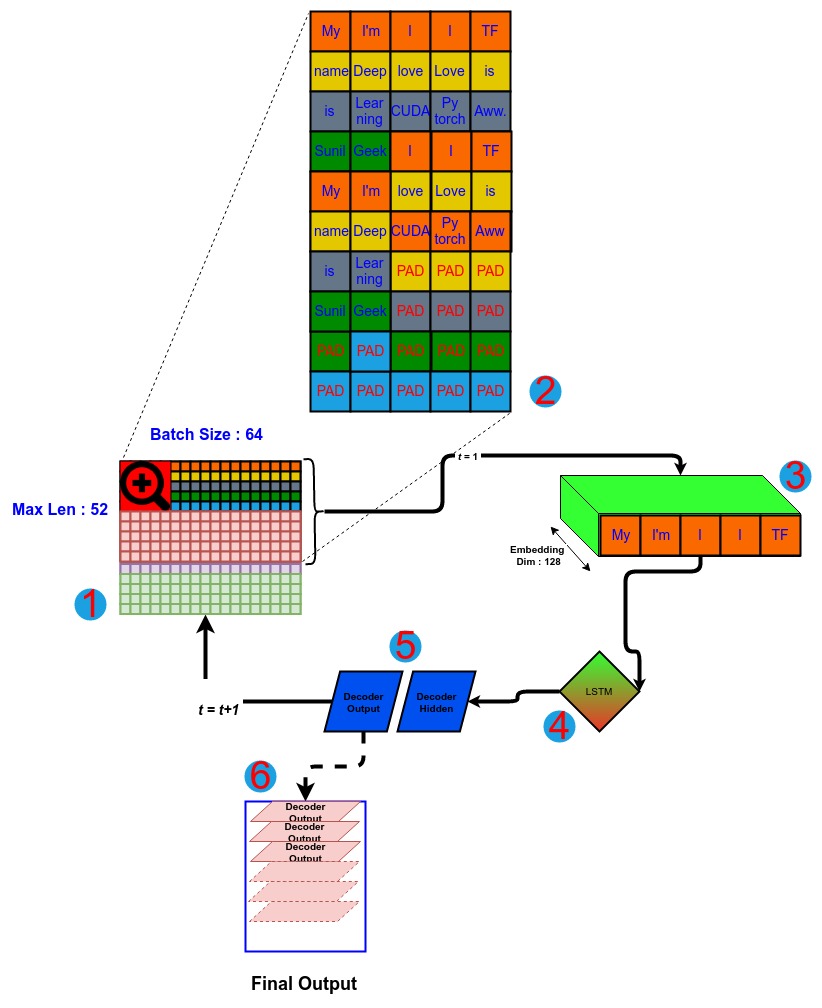 My I'm I I TF
name Deep love Love is
is Lear ning CUDA Py torch Aww.
Sunil Geek I I TF
My I'm love Love is
name Deep CUDA Py torch Aww
is Lear ning PAD PAD PAD
Sunil Geek PAD PAD PAD
PAD PAD PAD PAD PAD
PAD PAD PAD PAD PAD
2
Batch Size : 64
Max Len : 52
1
t = 1
3
My I'm I I TF
Embedding
Dim : 128
LSTM
4
5
Decoder
Hidden
Decoder
Output
t = t+1
6
Decoder
Output
Decoder
Output
Decoder
Output
Final Output